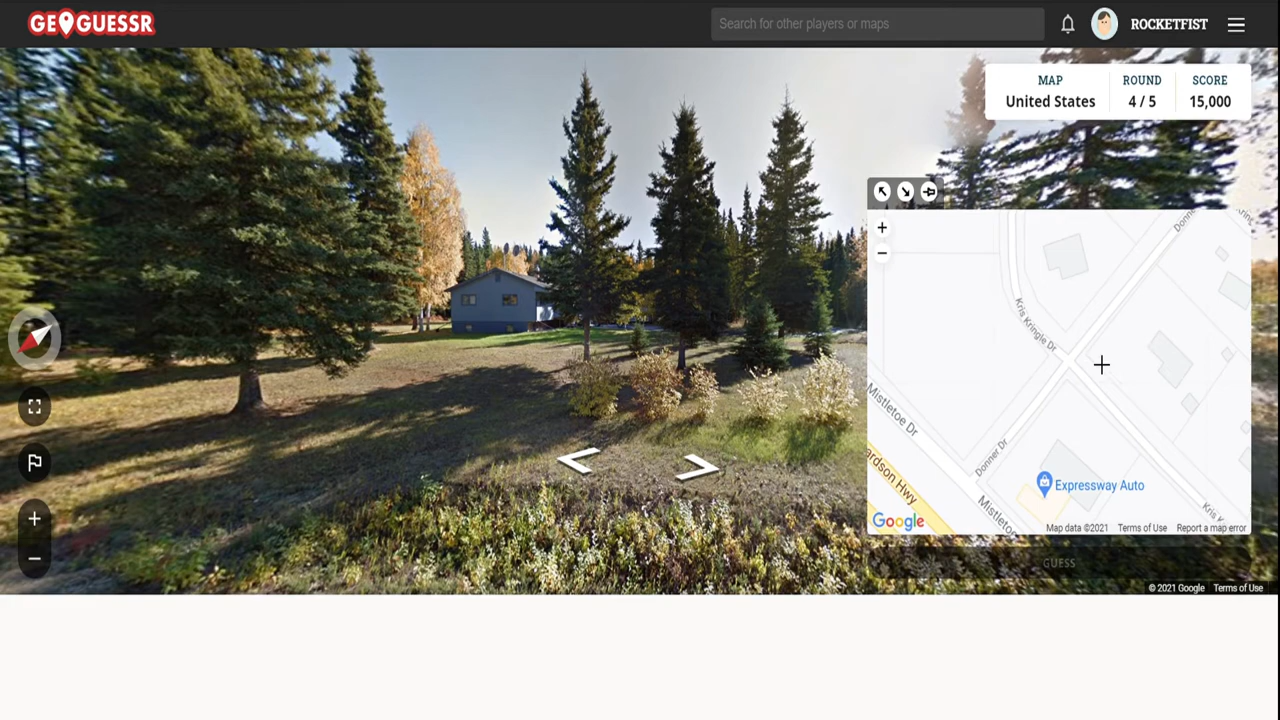 GEOGUESSR
Search for other players or maps
ROCKETFIST
MAP
United States
ROUND
4 / 5
SCORE
15,000
Kris Kringle Dr
Mistletoe Dr
Donner Dr
Expressway Auto
Google
Map data ©2021
Terms of Use
Report a map error
GUESS
© 2021 Google
Terms of Use